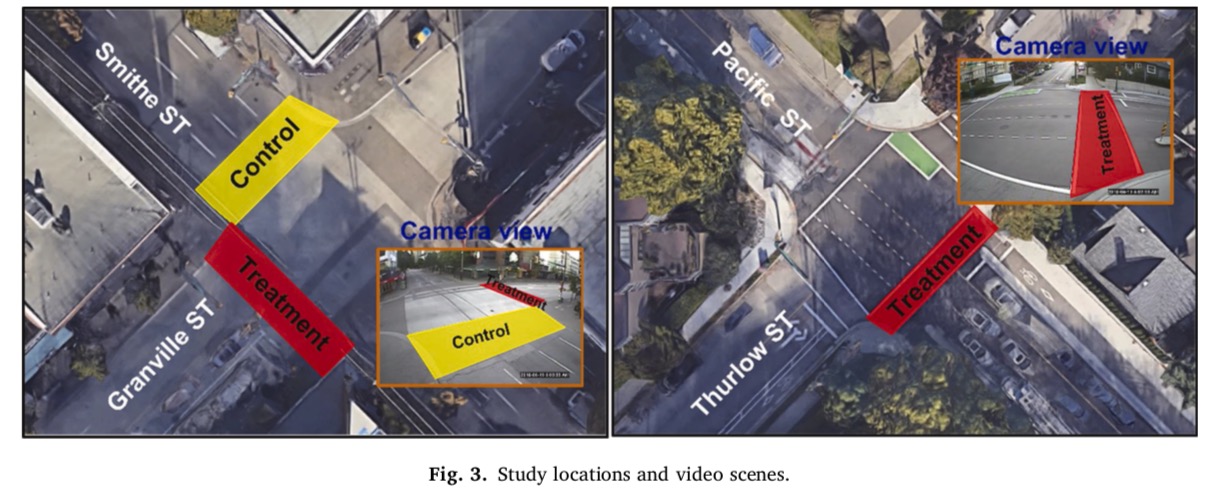 Smithe ST
Control
Treatment
Granville ST
Camera view
Treatment
Control
Pacific ST
Camera view
Treatment
Treatment
Thurlow ST
Fig. 3. Study locations and video scenes.